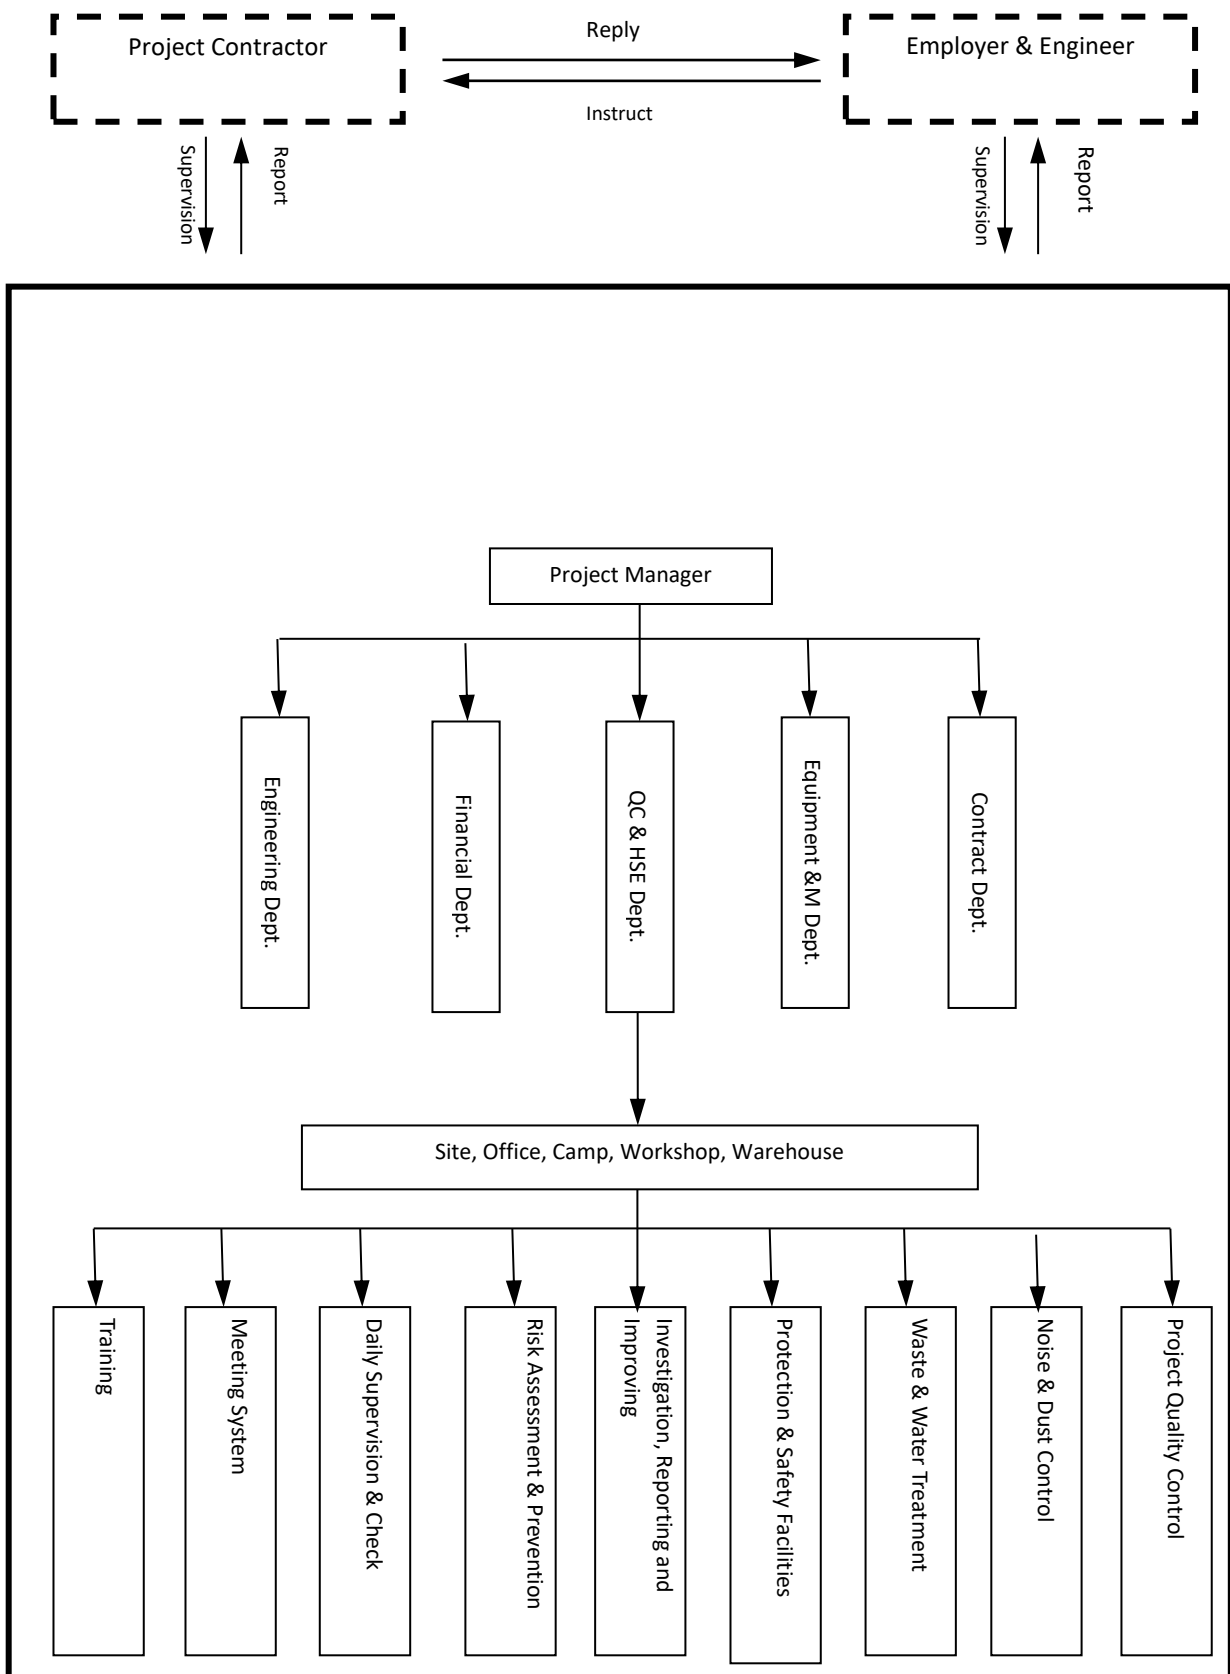 Project Contractor
Reply
Employer & Engineer
Instruct
Supervision
Report
Supervision
Report
Project Manager
Engineering Dept.
Financial Dept.
QC & HSE Dept.
Equipment &M Dept.
Contract Dept.
Site, Office, Camp, Workshop, Warehouse
Training
Meeting System
Daily Supervision & Check
Risk Assessment & Prevention
Investigation, Reporting and
Improving
Protection & Safety Facilities
Waste & Water Treatment
Noise & Dust Control
Project Quality Control